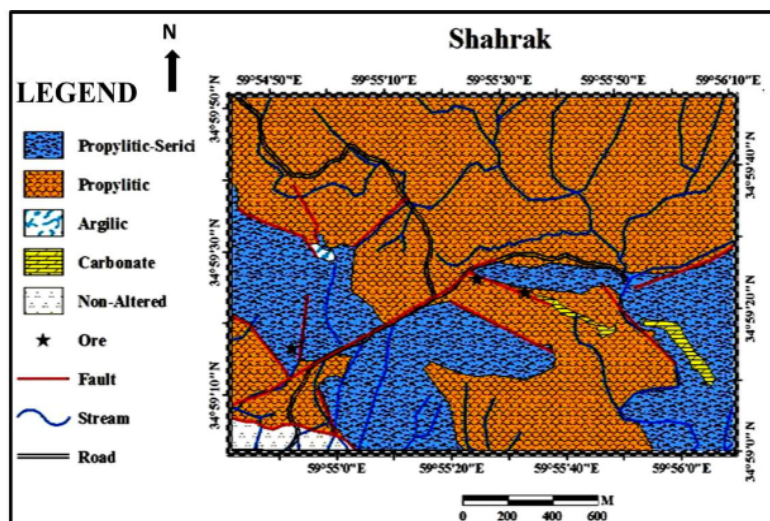 N
Shahrak
LEGEND
Propylitic-Serici
Propylitic
Argilic
Carbonate
Non-Altered
Ore
Fault
Stream
Road
59°54'50"E
59°55'10"E
59°55'30"E
59°55'50"E
59°56'10"E
34°59'50"N
34°59'30"N
34°59'10"N
34°59'40"N
34°59'20"N
34°59'0"N
59°55'0"E
59°55'20"E
59°55'40"E
59°56'0"E
M
0 200 400 600